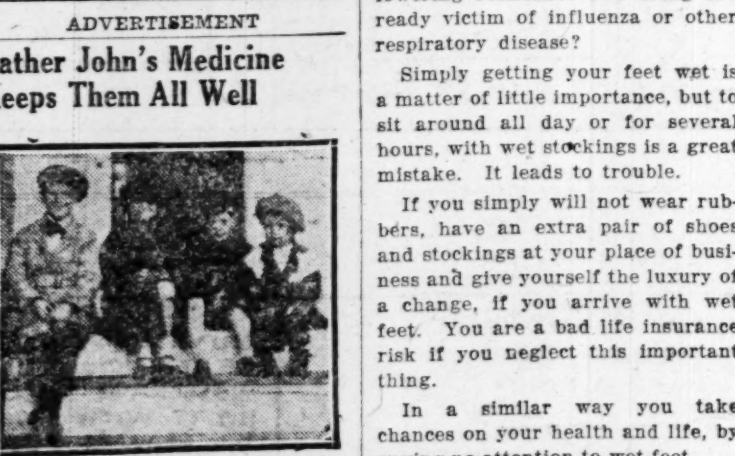 ADVERTISEMENT
ather John's Medicine
eeps Them All Well
ready victim of influenza or other
respiratory disease?
Simply getting your feet wet is
a matter of little importance, but to
sit around all day or for several
hours, with wet stockings is a great
mistake. It leads to trouble.
If you simply will not wear rub-
bers, have an extra pair of shoes
and stockings at your place of busi-
ness and give yourself the luxury of
a change, if you arrive with wet
feet. You are a bad life insurance
risk if you neglect this important
thing.
In a similar way you take
chances on your health and life, by
attention to wet feet